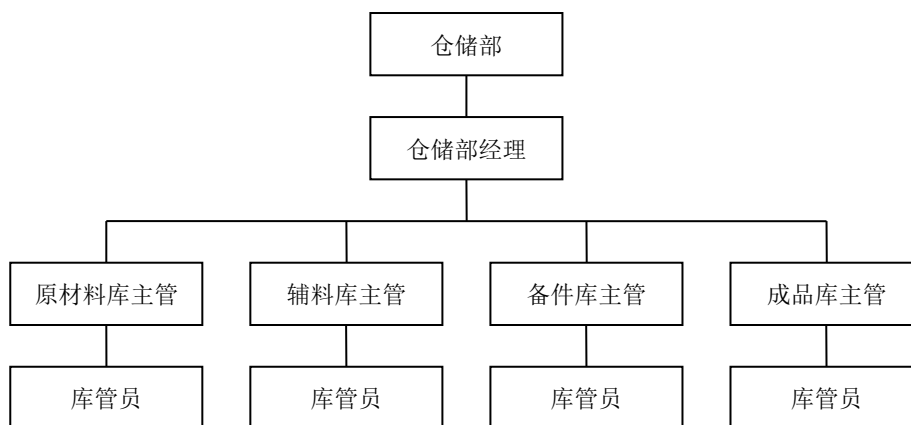 仓储部
仓储部经理
原材料库主管
辅料库主管
备件库主管
成品库主管
库管员
库管员
库管员
库管员